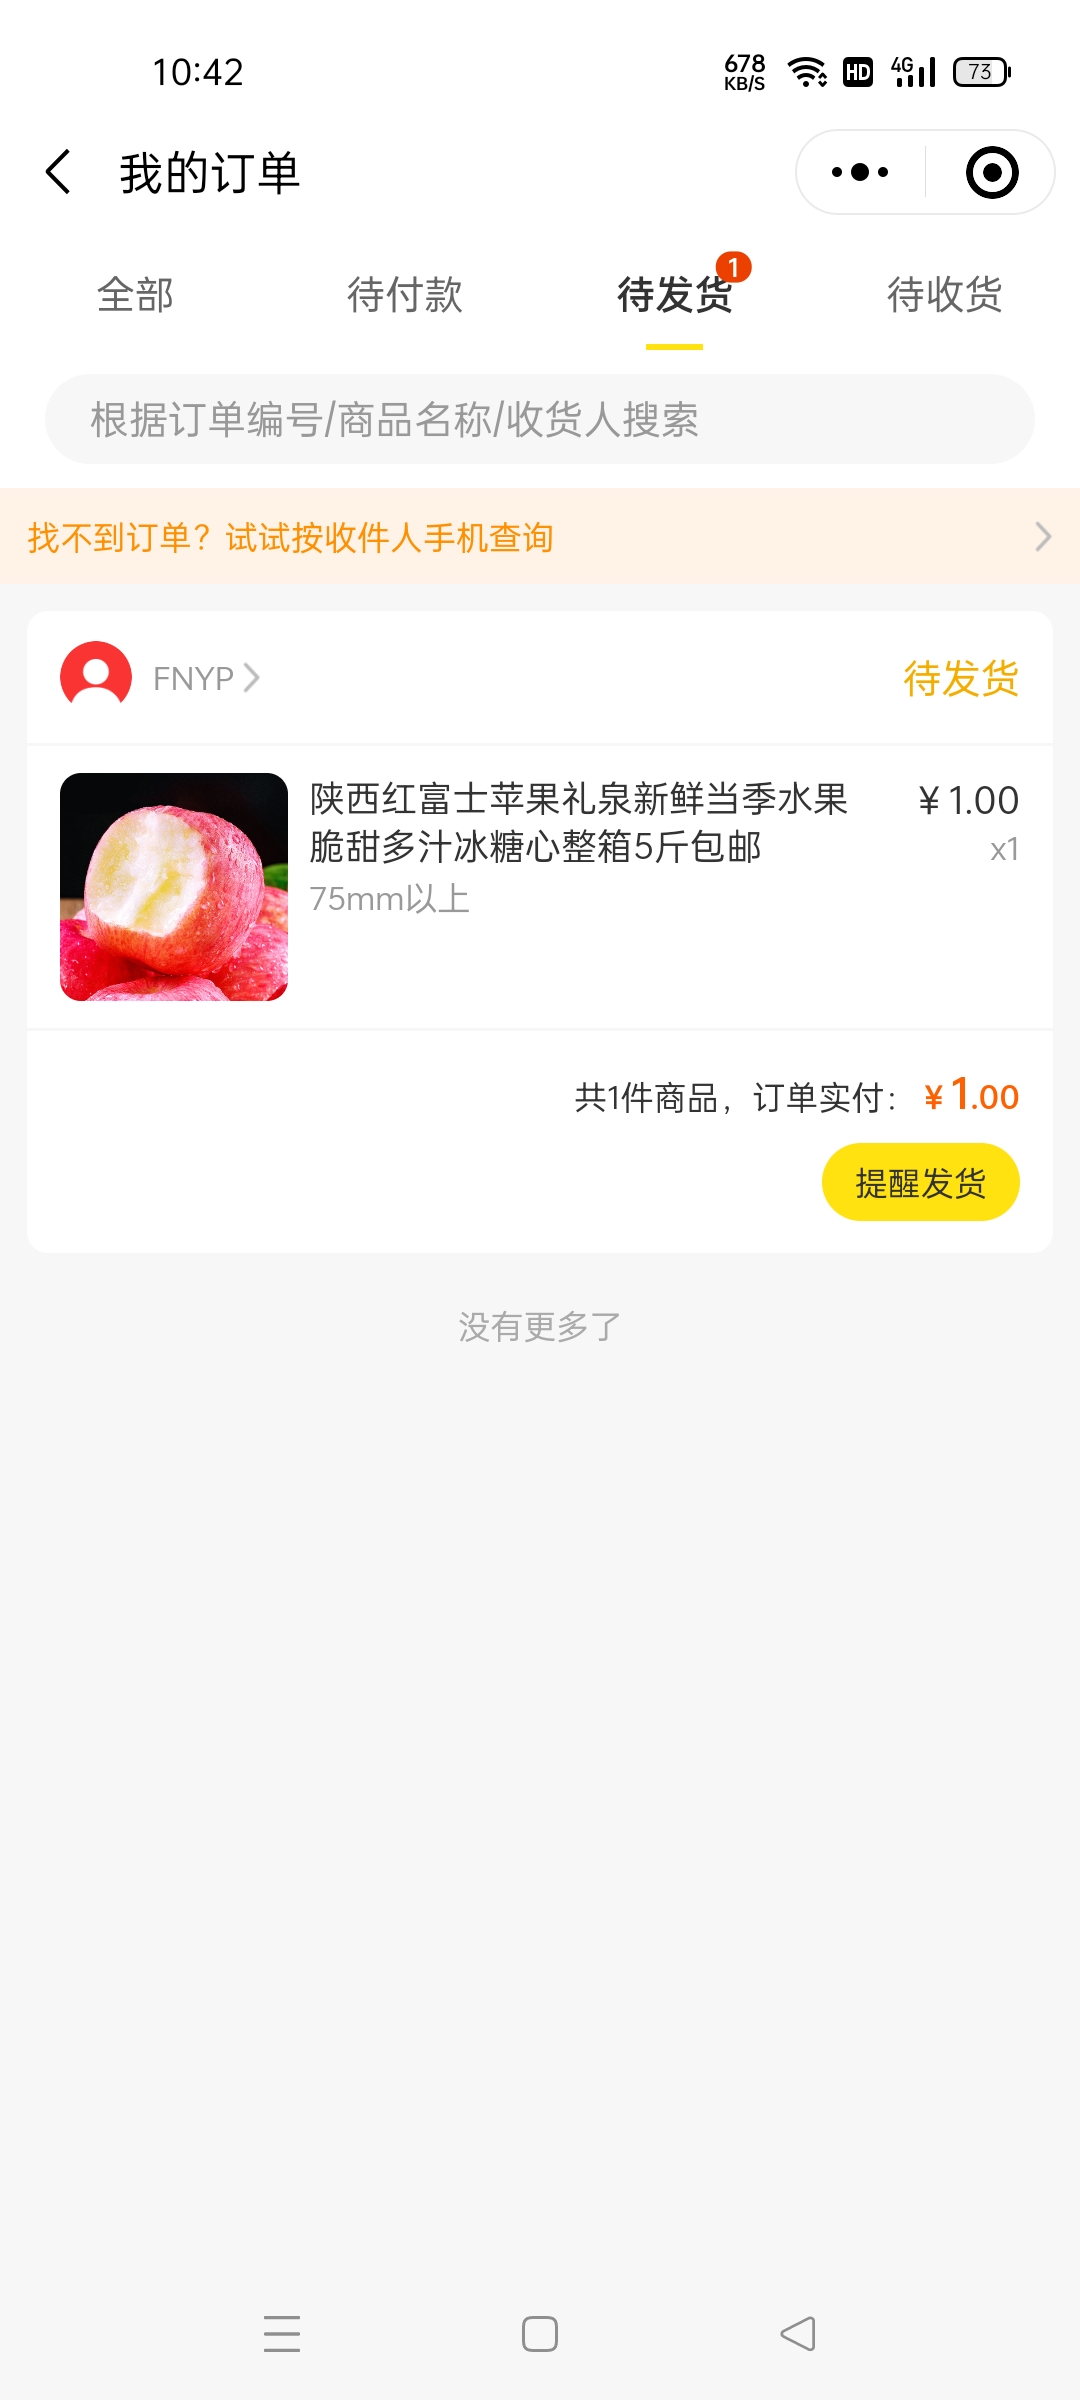 10:42
678
KB/S
HD
4G
73
我的订单
全部
待付款
待发货
1
待收货
根据订单编号/商品名称/收货人搜索
找不到订单？试试按收件人手机查询
FNYP
待发货
陕西红富士苹果礼泉新鲜当季水果
脆甜多汁冰糖心整箱5斤包邮
¥ 1.00
x1
75mm以上
共1件商品，订单实付：
¥ 1.00
提醒发货
没有更多了